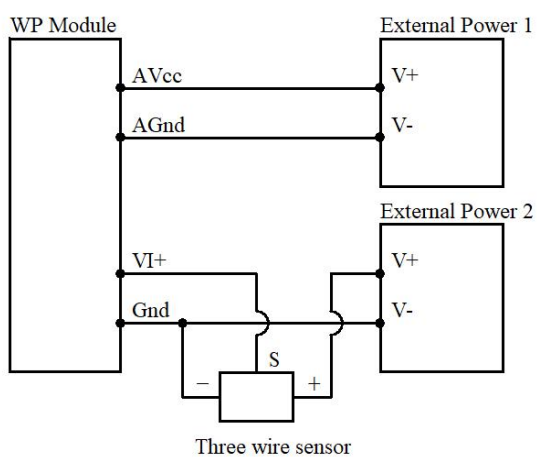 WP Module
External Power 1
AVcc
V+
AGnd
V-
External Power 2
VI+
V+
Gnd
V-
S
−
+
Three wire sensor